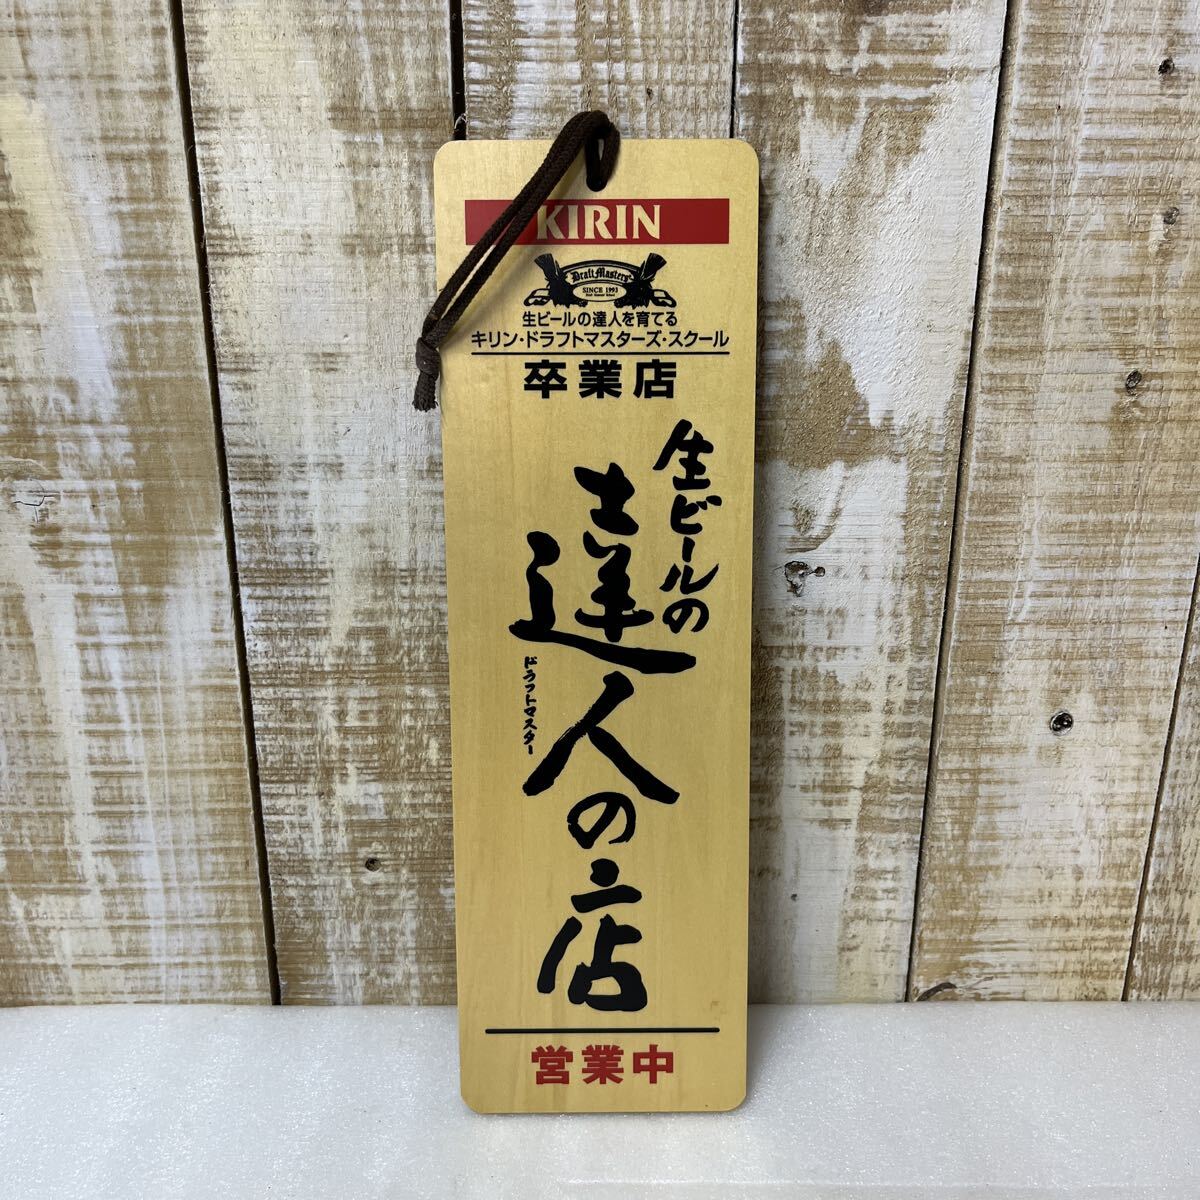 KIRIN
Draft Masters
SINCE 1993
生ビールの達人を育てる
キリン・ドラフトマスターズ・スクール
卒業店
生ビールの
達人の店
ドラフトマスター
営業中